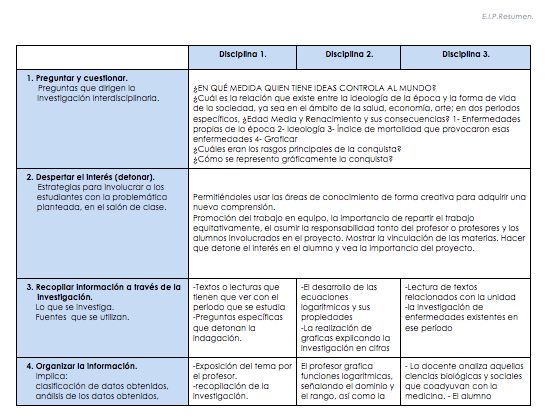 E.I.P.Resumen.
Disciplina 1.
Disciplina 2.
Disciplina 3.
1. Preguntar y cuestionar.
Preguntas que dirigen la
Investigación Interdisciplinaria.
¿EN QUÉ MEDIDA QUIEN TIENE IDEAS CONTROLA AL MUNDO?
¿Cuál es la relación que existe entre la ideología de la época y la forma de vida
de la sociedad, ya sea en el ámbito de la salud, economía, arte; en dos periodos
específicos, ¿Edad Media y Renacimiento y sus consecuencias? 1- Enfermedades
propias de la época 2- Ideología 3- Índice de mortalidad que provocaron esas
enfermedades 4- Graficar
¿Cuáles eran los rasgos principales de la conquista?
¿Cómo se representa gráficamente la conquista?
2. Despertar el interés (detonar).
Estrategias para involucrar a los
estudiantes con la problemática
planteada, en el salón de clase.
Permitiéndoles usar las áreas de conocimiento de forma creativa para adquirir una
nueva comprensión.
Promoción del trabajo en equipo, la importancia de repartir el trabajo
equitativamente, el asumir la responsabilidad tanto del profesor o profesores y los
alumnos involucrados en el proyecto. Mostrar la vinculación de las materias. Hacer
que detone el interés en el alumno y vea la importancia del proyecto.
3. Recopilar información a través de la
investigación.
Lo que se investiga.
Fuentes que se utilizan.
-Textos o lecturas que
tienen que ver con el
periodo que se estudia
-Preguntas específicas
que detonan la
indagación.
-El desarrollo de las
ecuaciones
logarítmicos y sus
propiedades
-La realización de
graficas explicando la
investigación en cifras
-Lectura de textos
relacionados con la unidad
-la investigación de
enfermedades existentes en
ese periodo
4. Organizar la información.
Implica:
clasificación de datos obtenidos,
análisis de los datos obtenidos,
-Exposición del tema por
el profesor.
-recopilación de la
investigación.
El profesor grafica
funciones logarítmicas,
señalando el dominio y
el rango, así como la
- La docente analiza aquellas
ciencias biológicas y sociales
que coadyuvan con la
medicina. - El alumno